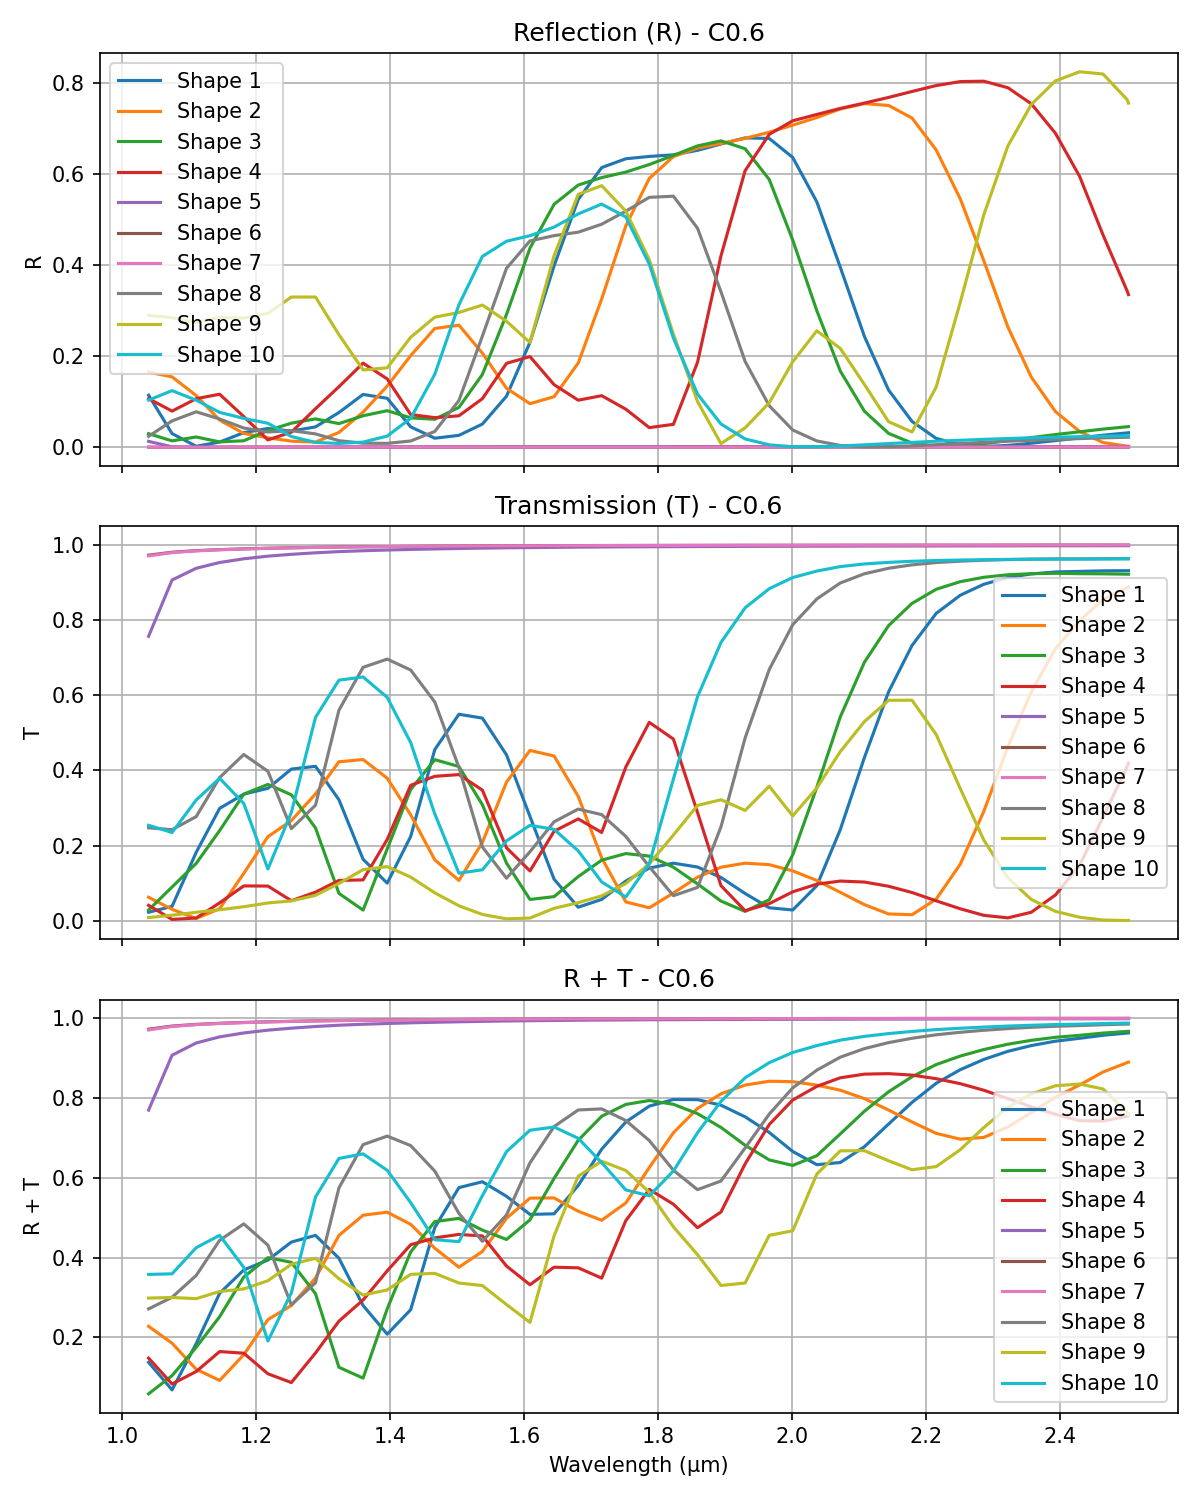 Reflection (R) - C0.6
R
0.8
0.6
0.4
0.2
0.0
Shape 1
Shape 2
Shape 3
Shape 4
Shape 5
Shape 6
Shape 7
Shape 8
Shape 9
Shape 10
Transmission (T) - C0.6
T
1.0
0.8
0.6
0.4
0.2
0.0
Shape 1
Shape 2
Shape 3
Shape 4
Shape 5
Shape 6
Shape 7
Shape 8
Shape 9
Shape 10
R + T - C0.6
R + T
1.0
0.8
0.6
0.4
0.2
Shape 1
Shape 2
Shape 3
Shape 4
Shape 5
Shape 6
Shape 7
Shape 8
Shape 9
Shape 10
1.0 1.2 1.4 1.6 1.8 2.0 2.2 2.4
Wavelength (μm)